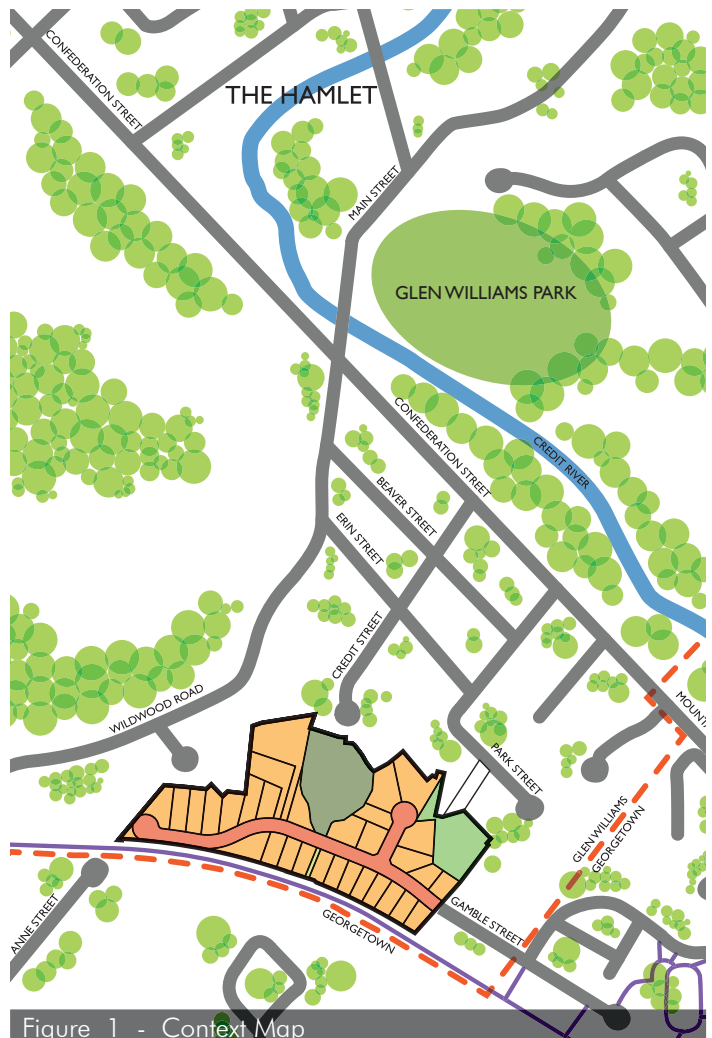 CONFEDERATION STREET
THE HAMLET
MAIN STREET
GLEN WILLIAMS PARK
CONFEDERATION STREET
CREDIT RIVER
BEAVER STREET
ERIN STREET
CREDIT STREET
WILDWOOD ROAD
MOUNTA
PARK STREET
GLEN WILLIAMS
GEORGETOWN
ANNE STREET
GEORGETOWN
GAMBLE STREET
Figure 1 - Context Map